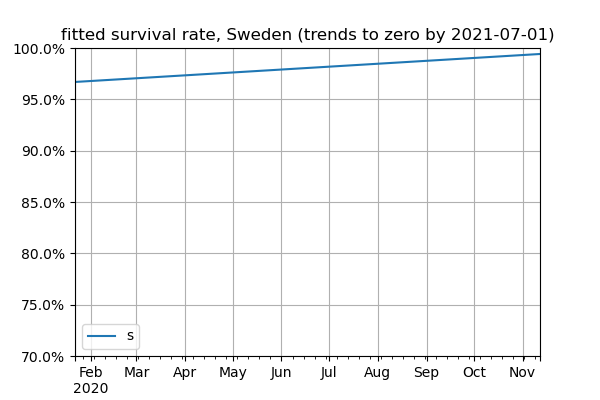 fitted survival rate, Sweden (trends to zero by 2021-07-01)
100.0%
95.0%
90.0%
85.0%
80.0%
75.0%
70.0%
s
Feb Mar Apr May Jun Jul Aug Sep Oct Nov
2020